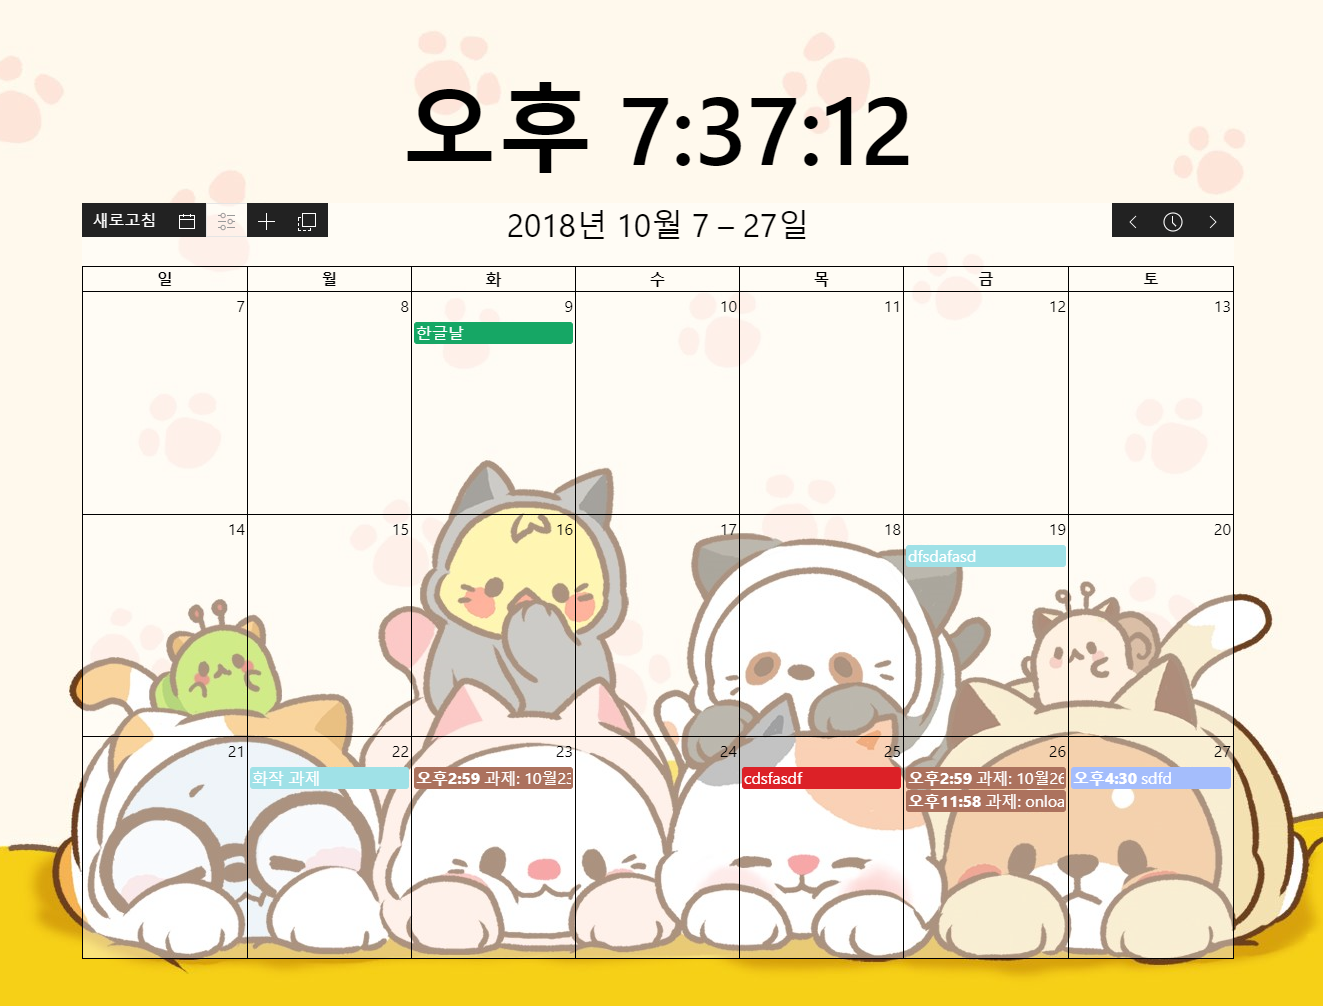 오후 7:37:12
새로고침
2018년 10월 7 – 27일
일 월 화 수 목 금 토
7 8 9 10 11 12 13
한글날
14 15 16 17 18 19 20
dfsdafasd
21 22 23 24 25 26 27
화작 과제 오후2:59 과제: 10월23 cdsfasdf 오후2:59 과제: 10월26 오후4:30 sdfd
오후11:58 과제: onloa